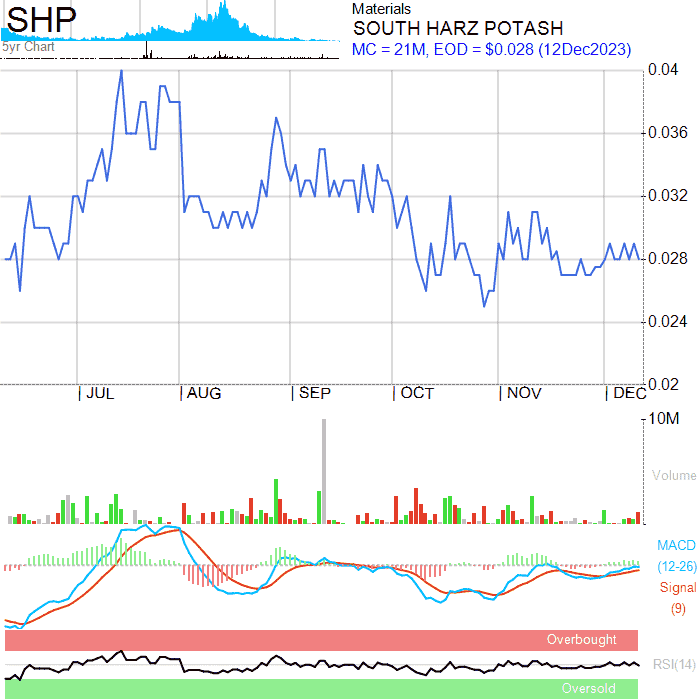 SHP
5yr Chart
Materials
SOUTH HARZ POTASH
MC = 21M, EOD = $0.028 (12Dec2023)
0.04
0.036
0.032
0.028
0.024
0.02
JUL AUG SEP OCT NOV DEC
10M
Volume
MACD
(12-26)
Signal
(9)
Overbought
RSI(14)
Oversold